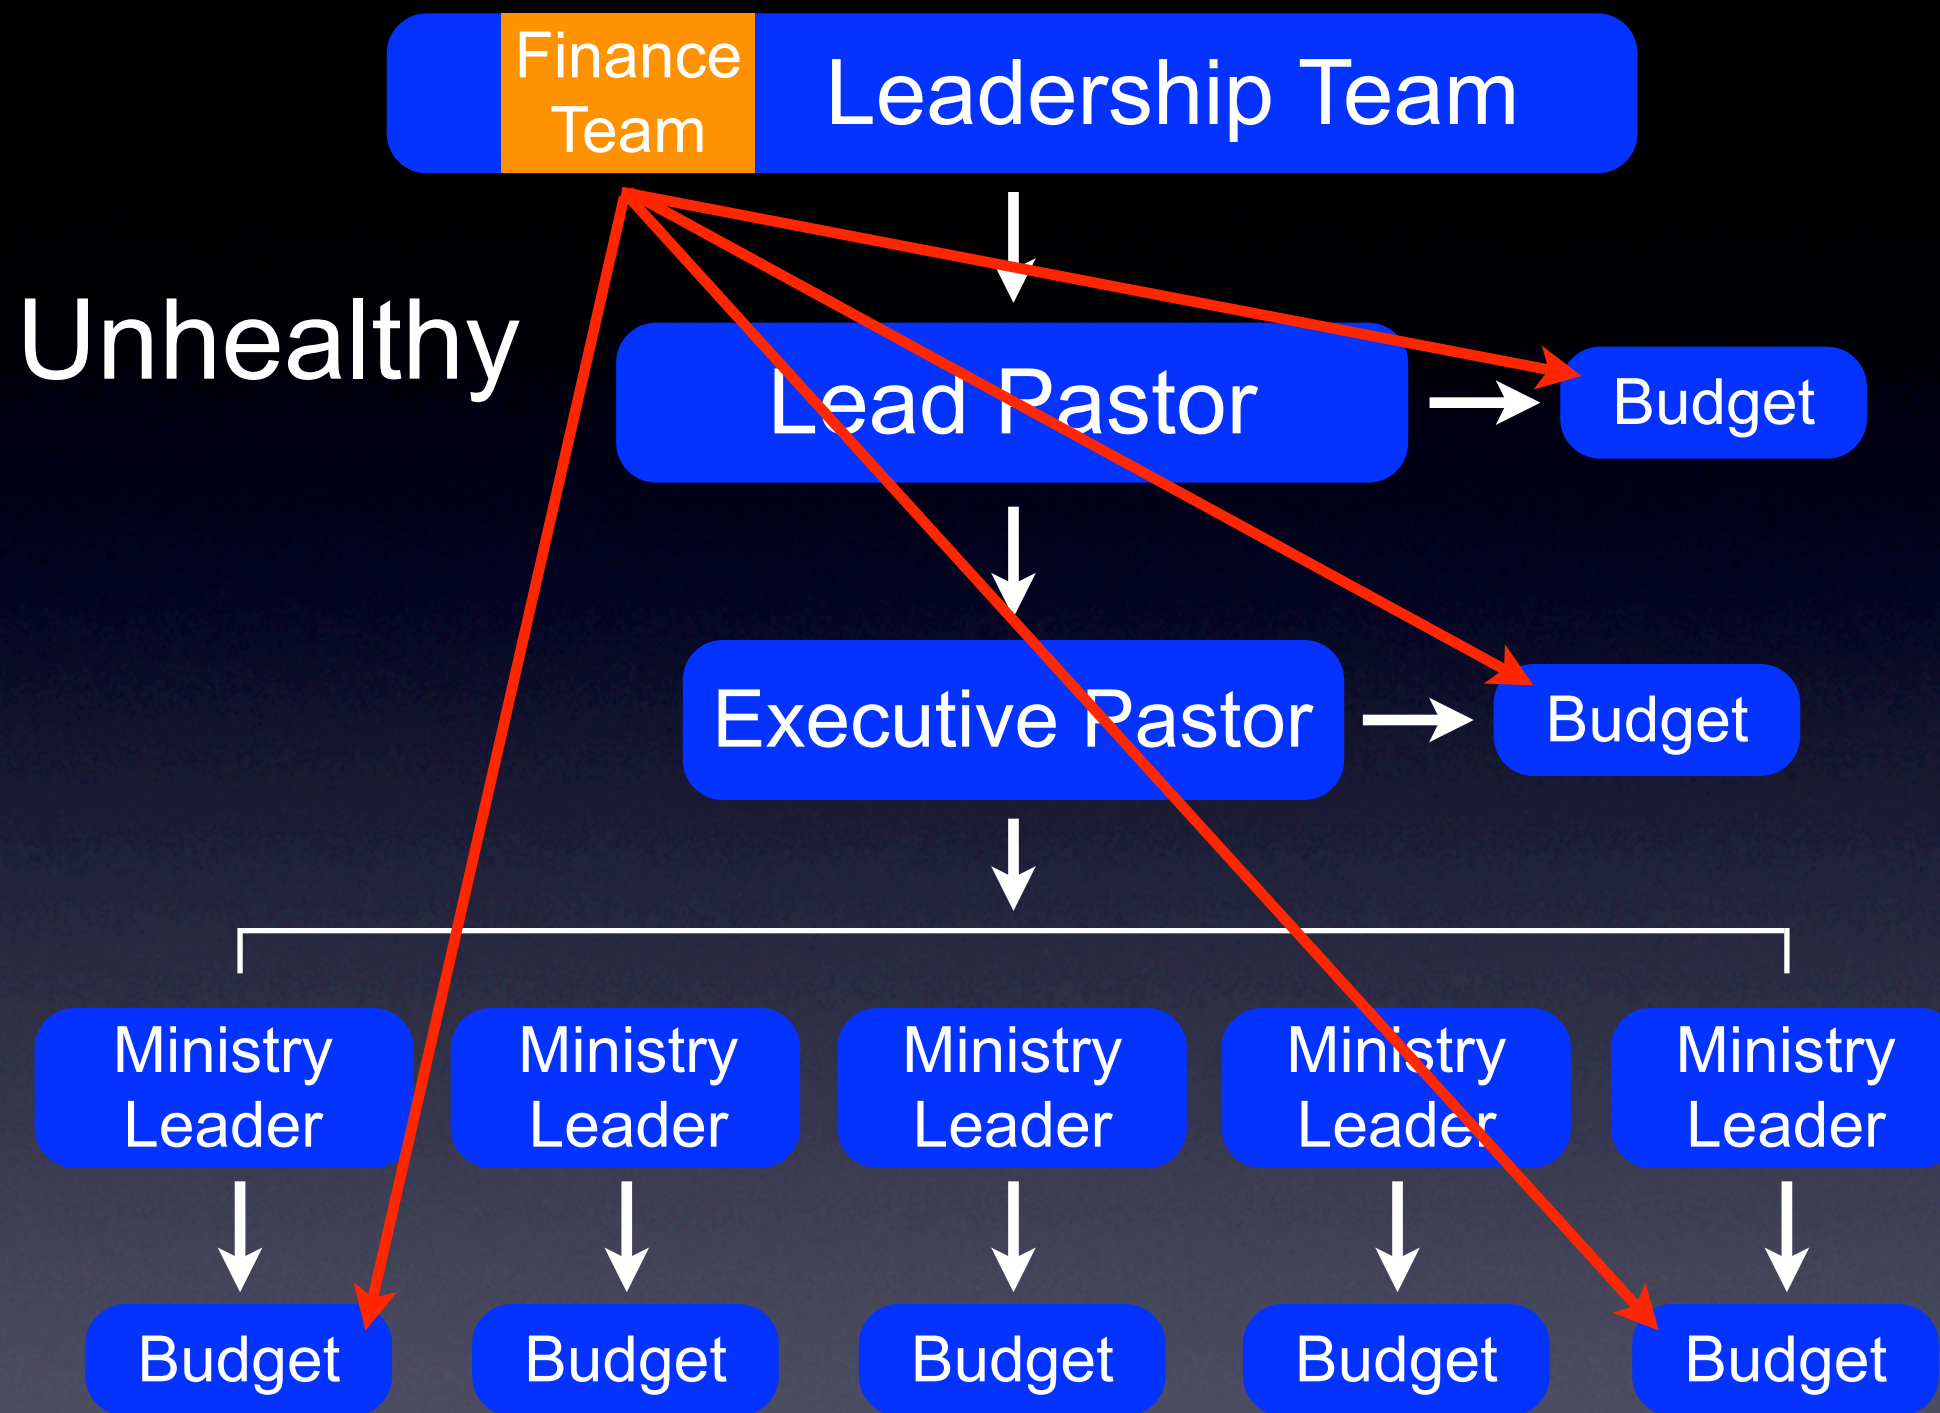 Finance
Team
Leadership Team
Unhealthy
Lead Pastor
Budget
Executive Pastor
Budget
Ministry
Leader
Ministry
Leader
Ministry
Leader
Ministry
Leader
Ministry
Leader
Budget
Budget
Budget
Budget
Budget